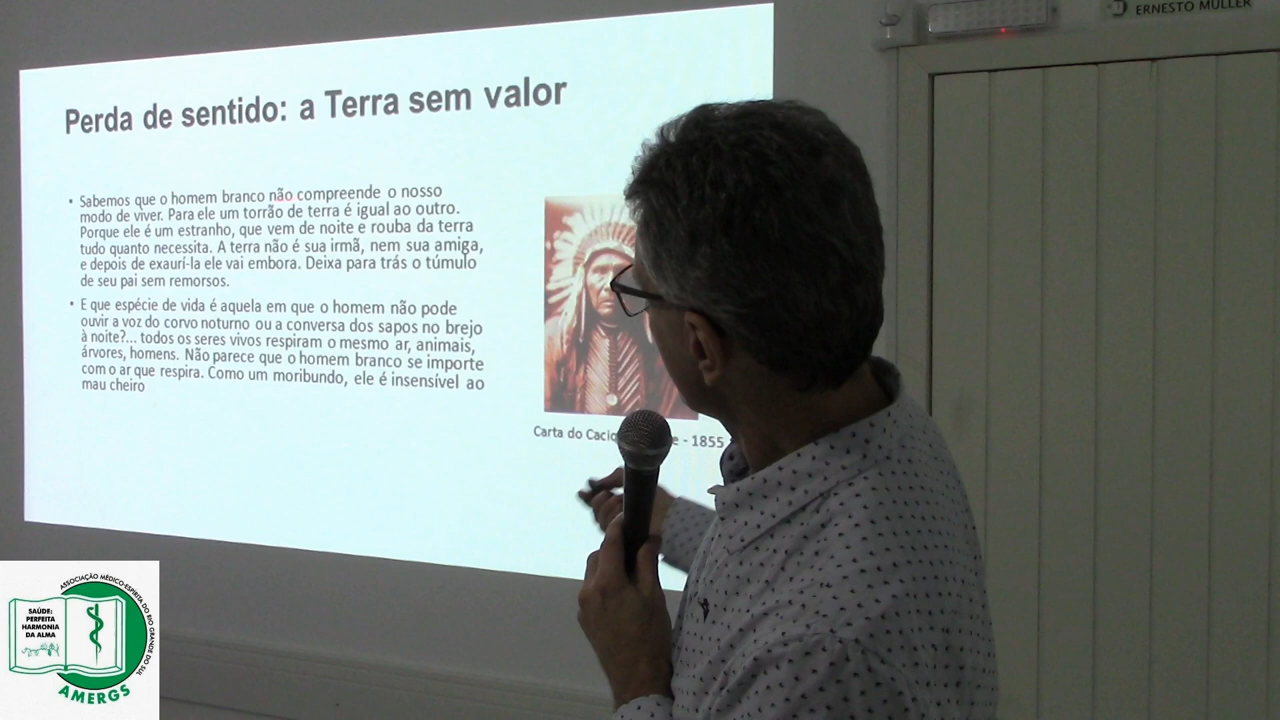 ERNESTO MÜLLER
Perda de sentido: a Terra sem valor
• Sabemos que o homem branco não compreende o nosso
modo de viver. Para ele um torrão de terra é igual ao outro.
Porque ele é um estranho, que vem de noite e rouba da terra
tudo quanto necessita. A terra não é sua irmã, nem sua amiga,
e depois de exaurí-la ele vai embora. Deixa para trás o túmulo
de seu pai sem remorsos.
• E que espécie de vida é aquela em que o homem não pode
ouvir a voz do corvo noturno ou a conversa dos sapos no brejo
à noite?... todos os seres vivos respiram o mesmo ar, animais,
árvores, homens. Não parece que o homem branco se importe
com o ar que respira. Como um moribundo, ele é insensível ao
mau cheiro
Carta do - 1855
ASSOCIAÇÃO MÉDICO-ESPÍRITA DO RIO GRANDE DO SUL
SAÚDE:
PERFEITA
HARMONIA
DA ALMA
AMERGS